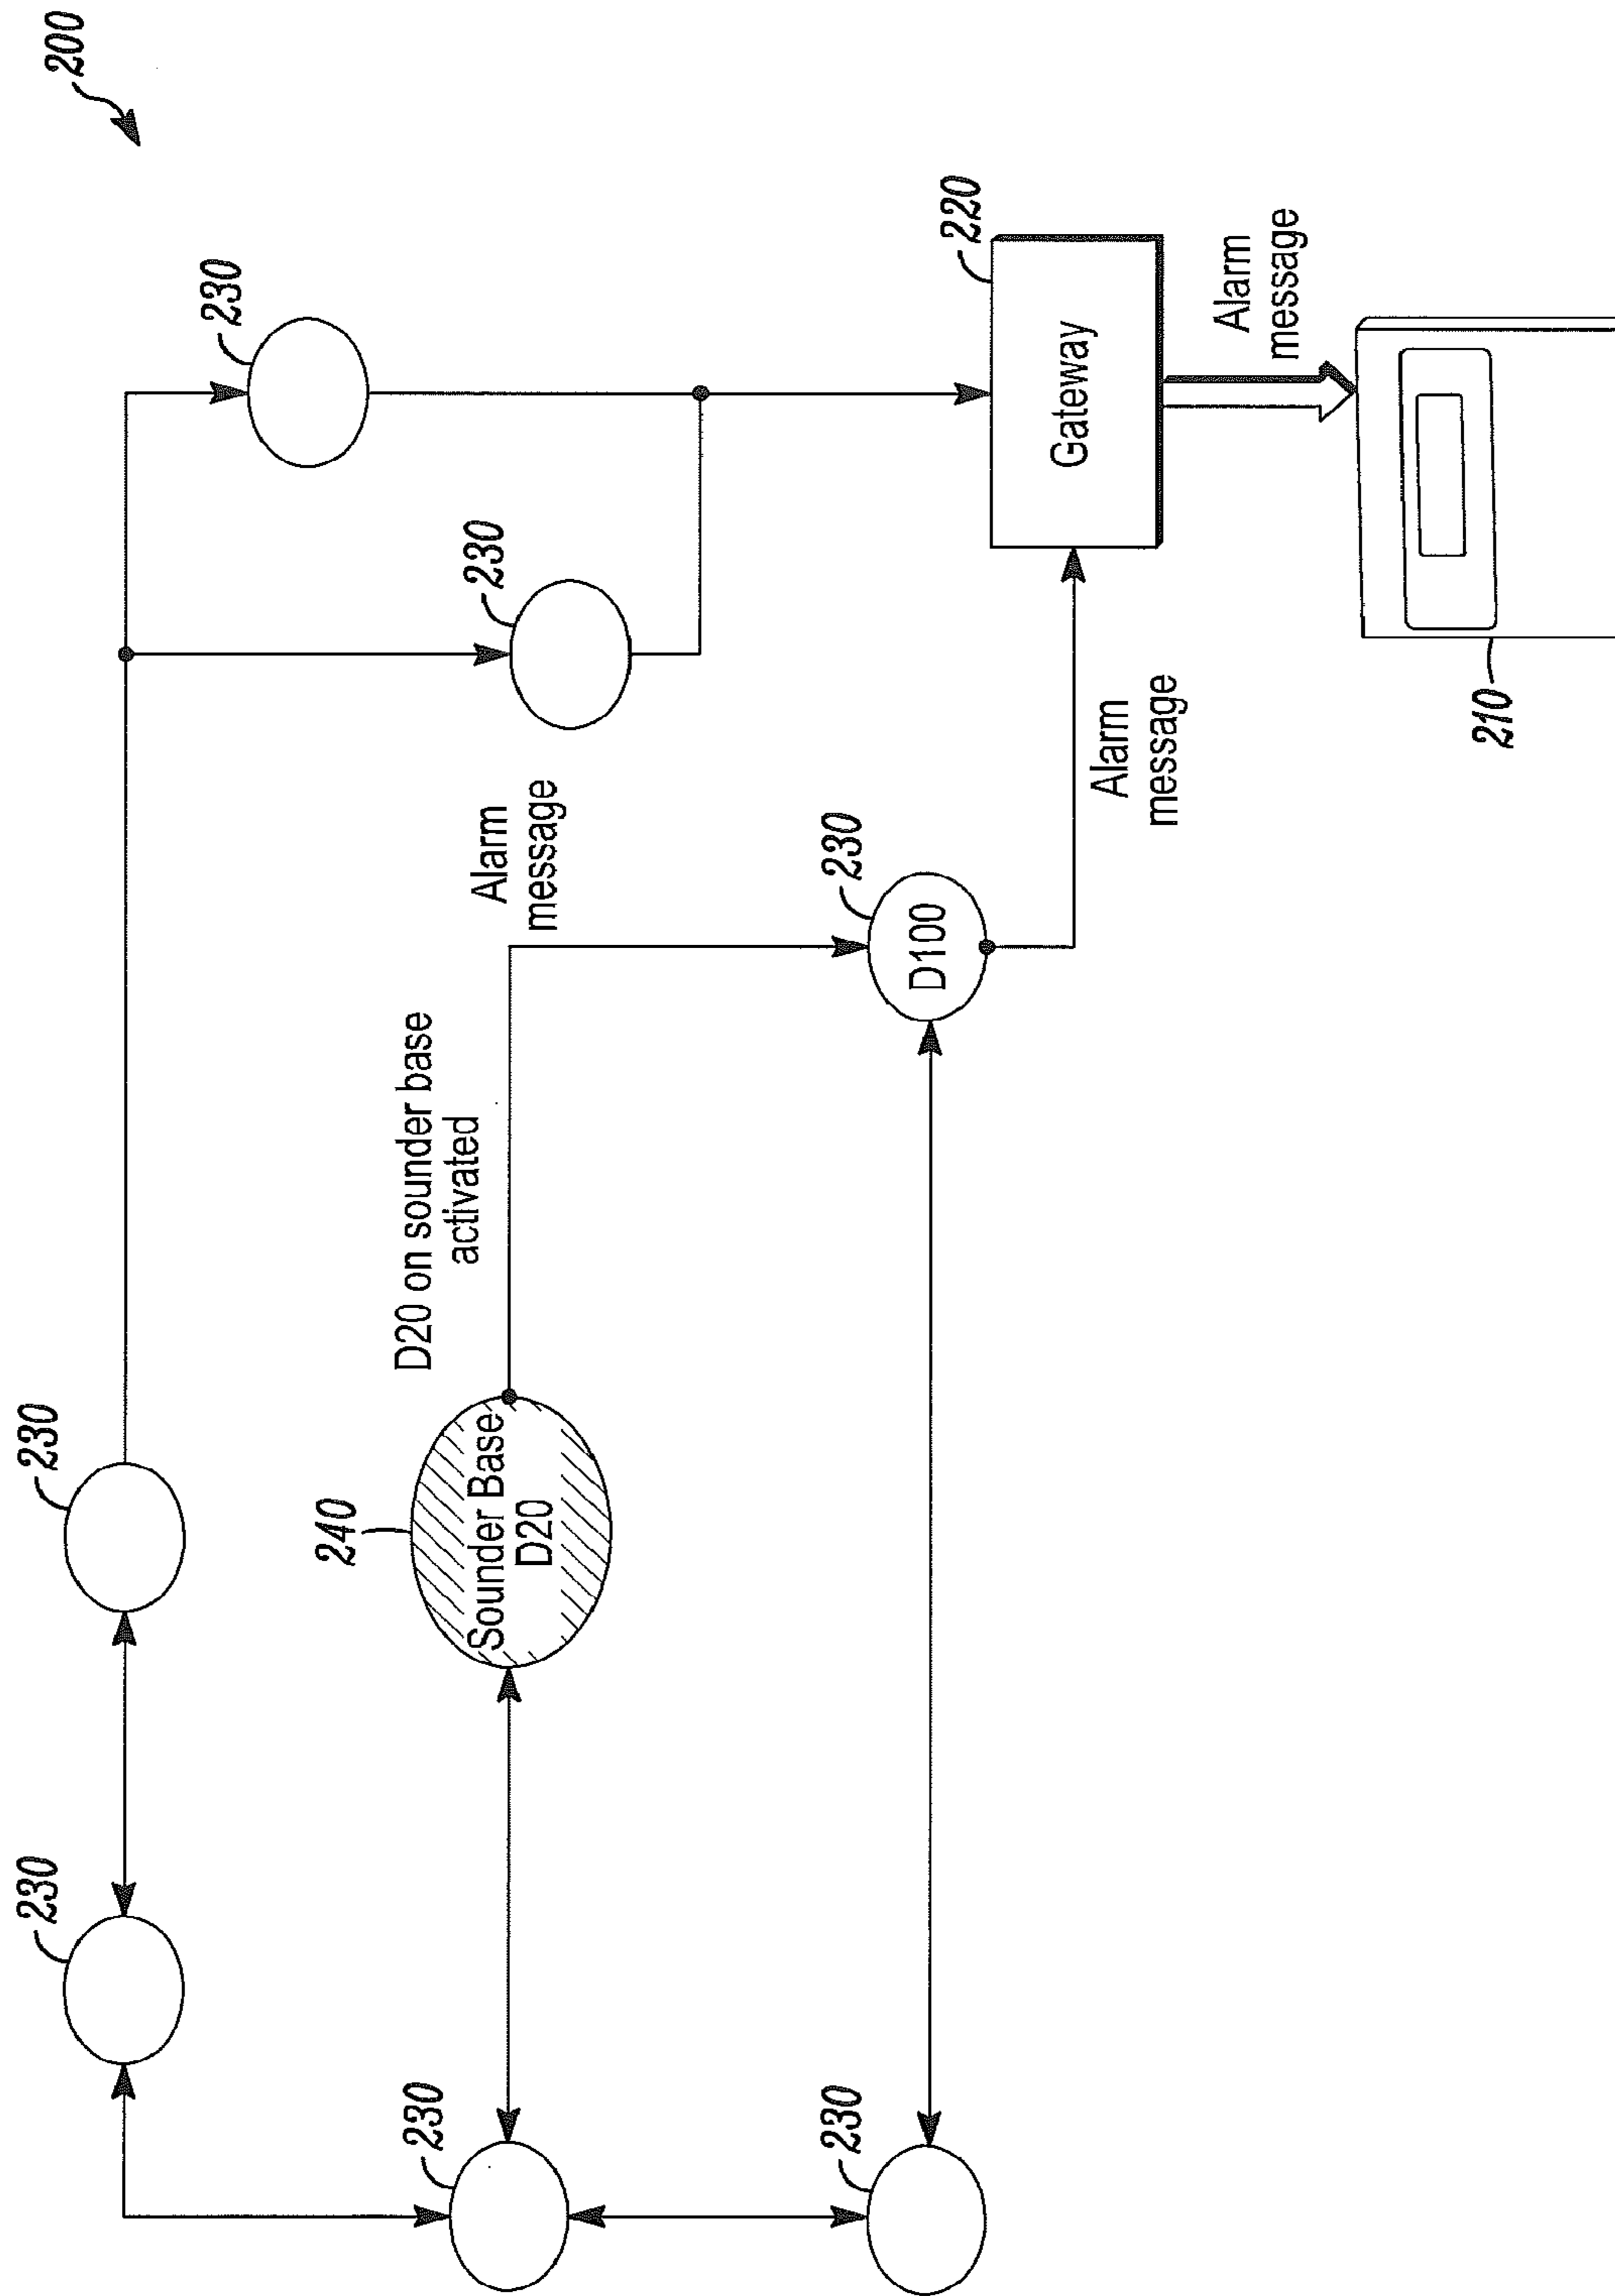 200
230
230
230
230
240
Sounder Base
D20
D20 on sounder base
activated
Alarm
message
230
230
230
D100
Alarm
message
220
Gateway
Alarm
message
210